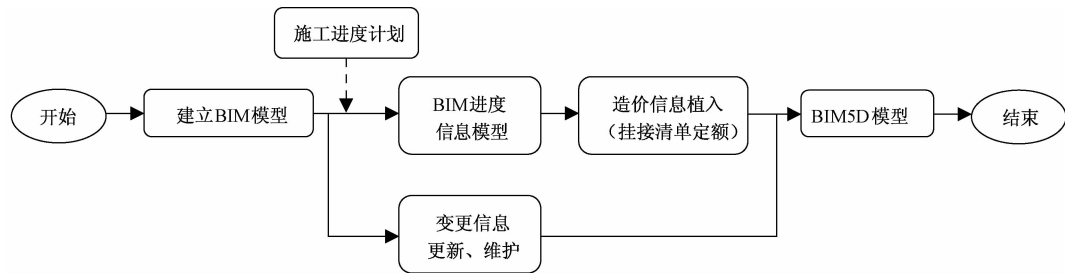 施工进度计划
开始
建立BIM模型
BIM进度
信息模型
造价信息植入
（挂接清单定额）
BIM5D模型
结束
变更信息
更新、维护